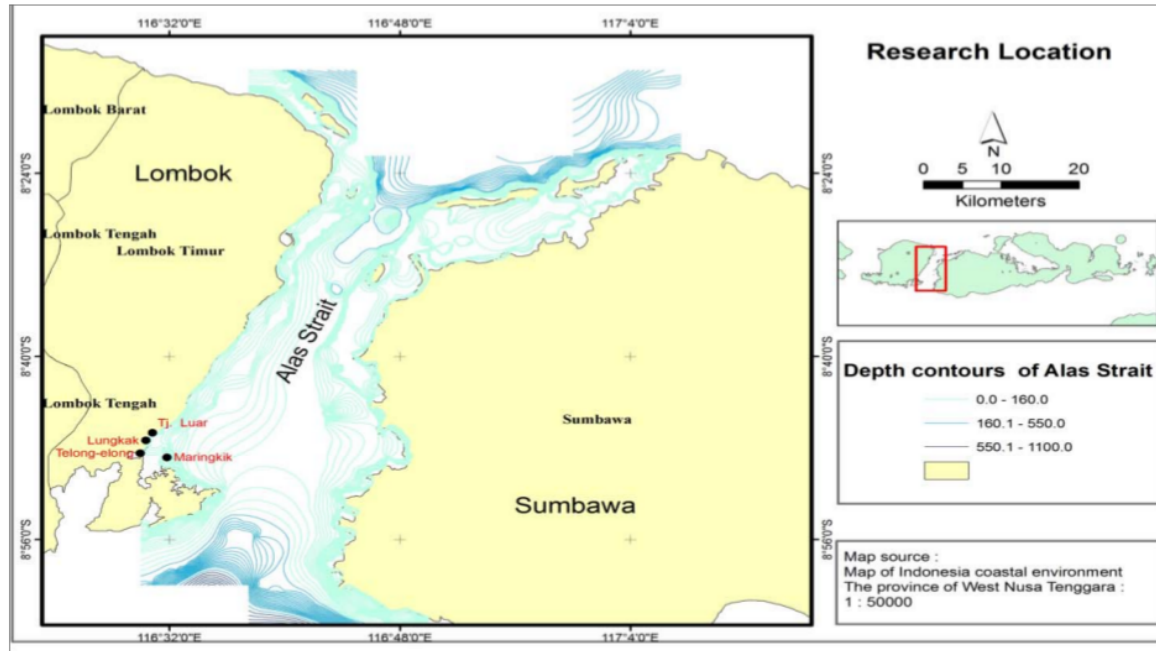 116°32'0"E 116°48'0"E 117°4'0"E
Research Location
Lombok Barat
Lombok
8°24'0"S
8°24'0"S
N
0 5 10 20
Kilometers
Lombok Tengah
Lombok Timur
Alas Strait
8°40'0"S
8°40'0"S
Depth contours of Alas Strait
0.0 - 160.0
160.1 - 550.0
550.1 - 1100.0
Lombok Tengah
Tj. Luar
Lungkak
Telong-elong
Maringkik
Sumbawa
Sumbawa
8°56'0"S
8°56'0"S
Map source :
Map of Indonesia coastal environment
The province of West Nusa Tenggara :
1 : 50000
116°32'0"E 116°48'0"E 117°4'0"E